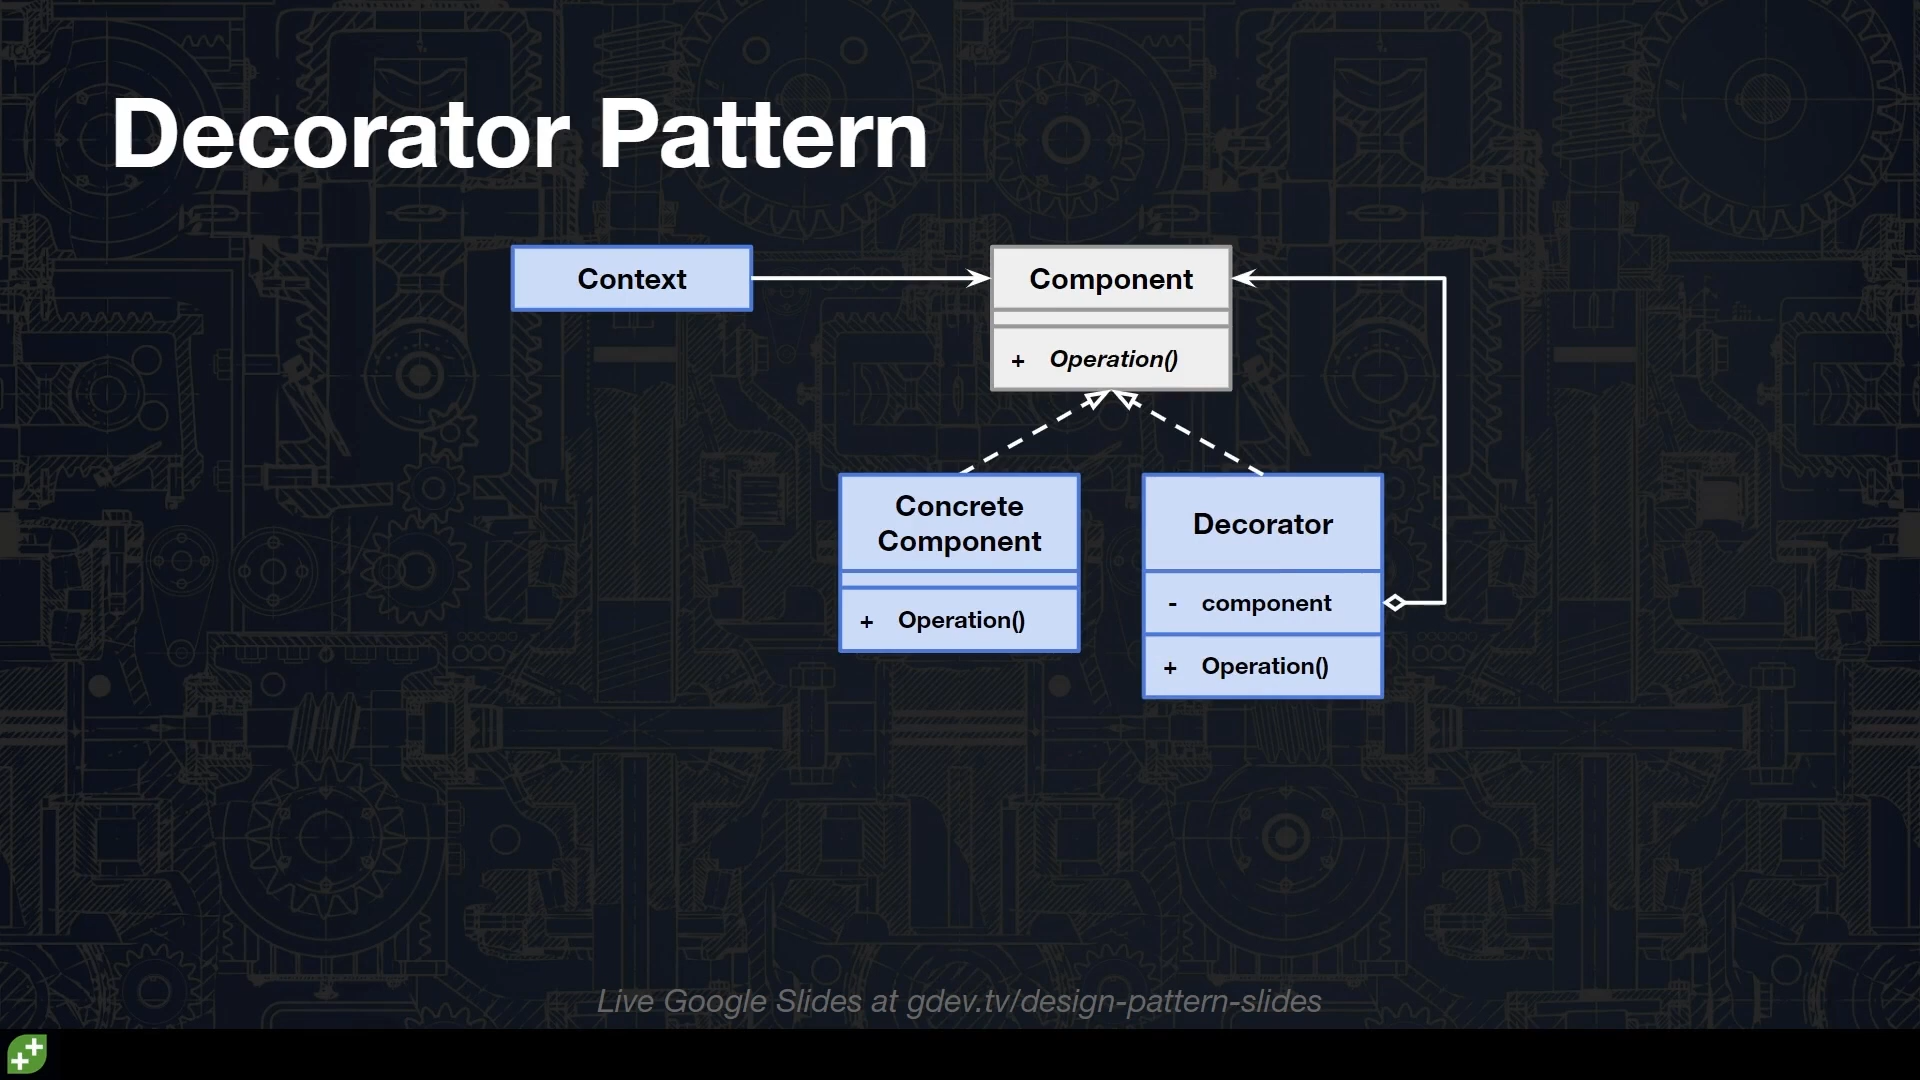 Decorator Pattern
Context
Component
+ Operation()
Concrete
Component
+ Operation()
Decorator
- component
+ Operation()
Live Google Slides at gdev.tv/design-pattern-slides